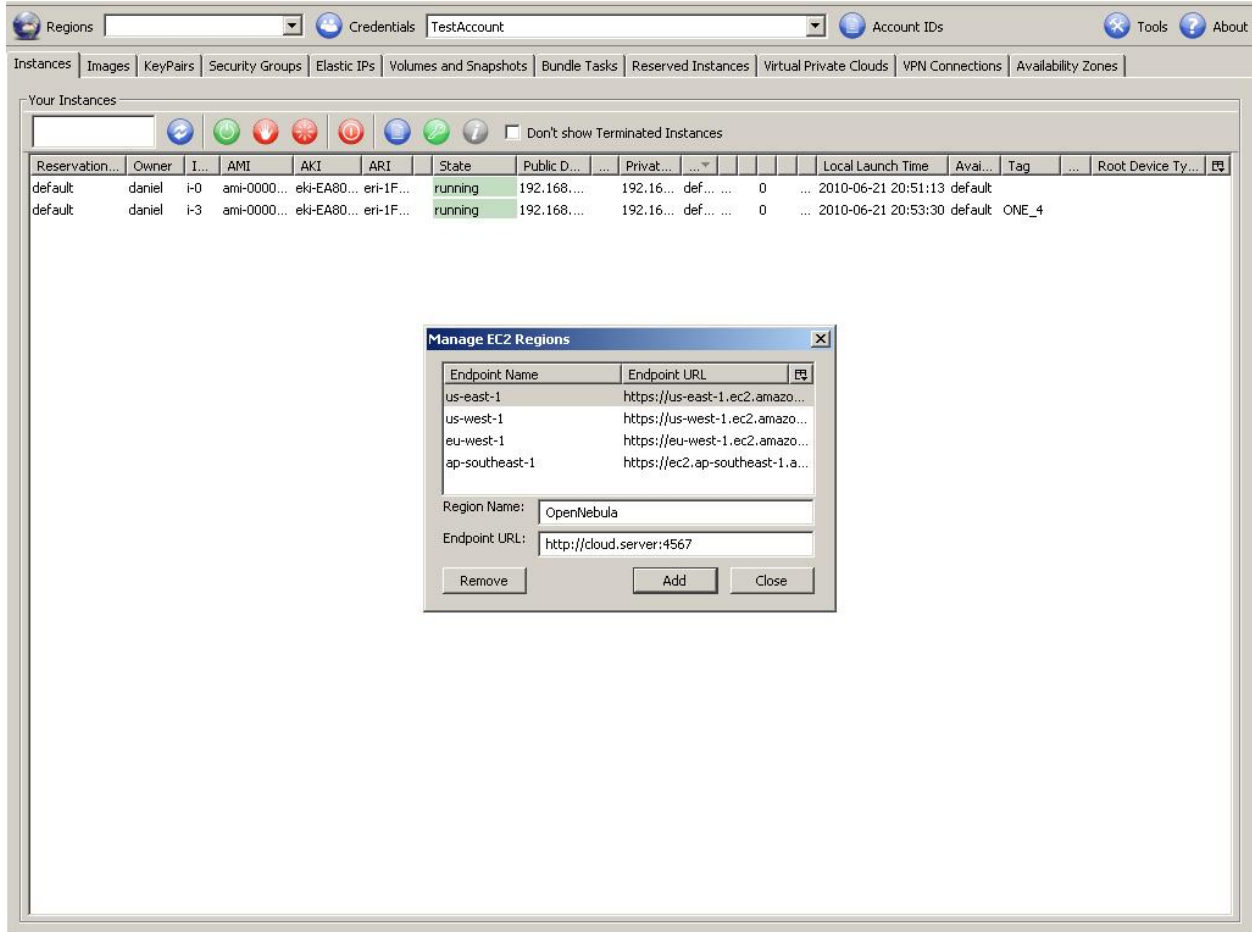 Regions Credentials TestAccount Account IDs Tools About
Instances Images KeyPairs Security Groups Elastic IPs Volumes and Snapshots Bundle Tasks Reserved Instances Virtual Private Clouds VPN Connections Availability Zones
Your Instances
Don't show Terminated Instances
Reservation... Owner I... AMI AKI ARI State Public D... ... Privat... ... Local Launch Time Avai... Tag ... Root Device Ty...
default daniel i-0 ami-0000... eki-EA80... eri-1F... running 192.168.... 192.16... def... ... 0 ... 2010-06-21 20:51:13 default
default daniel i-3 ami-0000... eki-EA80... eri-1F... running 192.168.... 192.16... def... ... 0 ... 2010-06-21 20:53:30 default ONE_4
Manage EC2 Regions
Endpoint Name Endpoint URL
us-east-1 https://us-east-1.ec2.amazo...
us-west-1 https://us-west-1.ec2.amazo...
eu-west-1 https://eu-west-1.ec2.amazo...
ap-southeast-1 https://ec2.ap-southeast-1.a...
Region Name: OpenNebula
Endpoint URL: http://cloud.server:4567
Remove Add Close